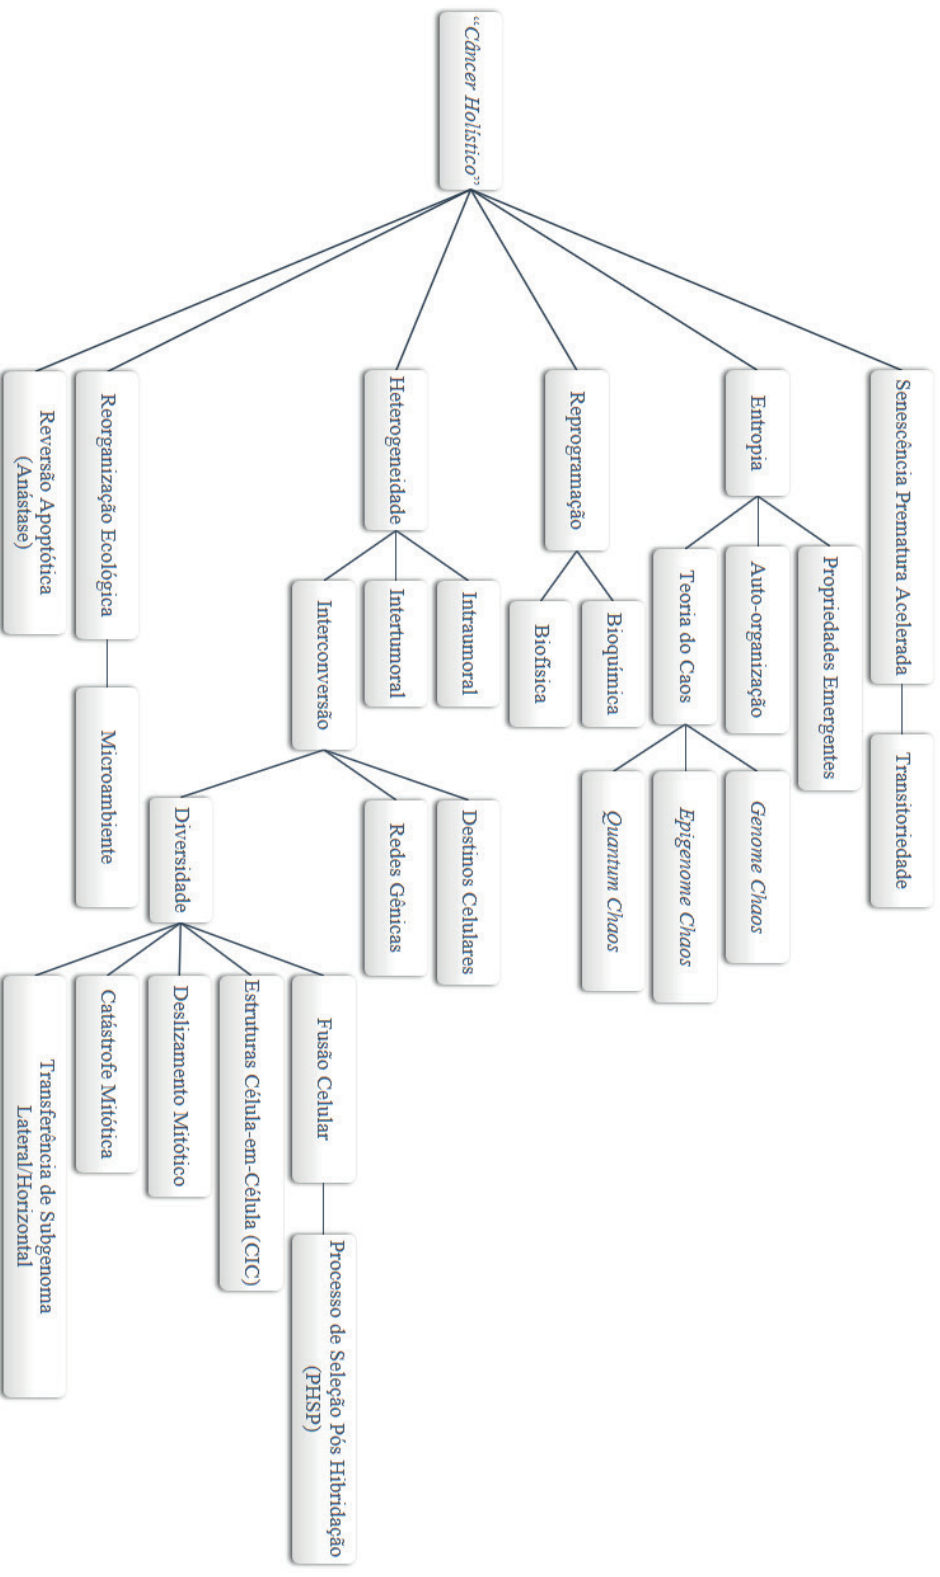 “Câncer Holístico”
Senescência Prematura Acelerada
Transitoriedade
Entropia
Propriedades Emergentes
Auto-organização
Teoria do Caos
Genome Chaos
Epigenome Chaos
Quantum Chaos
Reprogramação
Bioquímica
Biofísica
Heterogeneidade
Intraumoral
Intertumoral
Interconversão
Destinos Celulares
Redes Gênicas
Diversidade
Fusão Celular
Processo de Seleção Pós Hibridação
(PHSP)
Estruturas Célula-em-Célula (CIC)
Deslizamento Mitótico
Catástrofe Mitótica
Transferência de Subgenoma
Lateral/Horizontal
Reorganização Ecológica
Microambiente
Reversão Apoptótica
(Anástase)